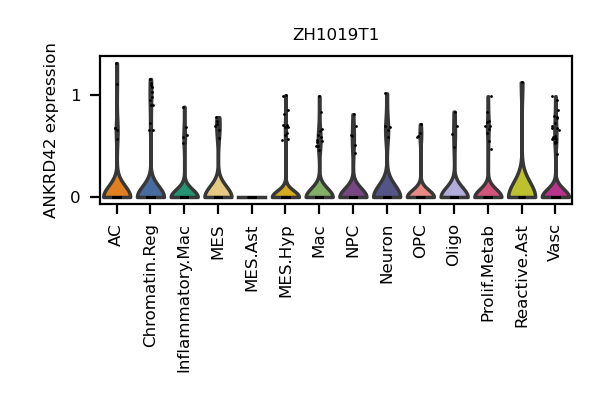 ZH1019T1
ANKRD42 expression
1
0
AC
Chromatin.Reg
Inflammatory.Mac
MES
MES.Ast
MES.Hyp
Mac
NPC
Neuron
OPC
Oligo
Prolif.Metab
Reactive.Ast
Vasc